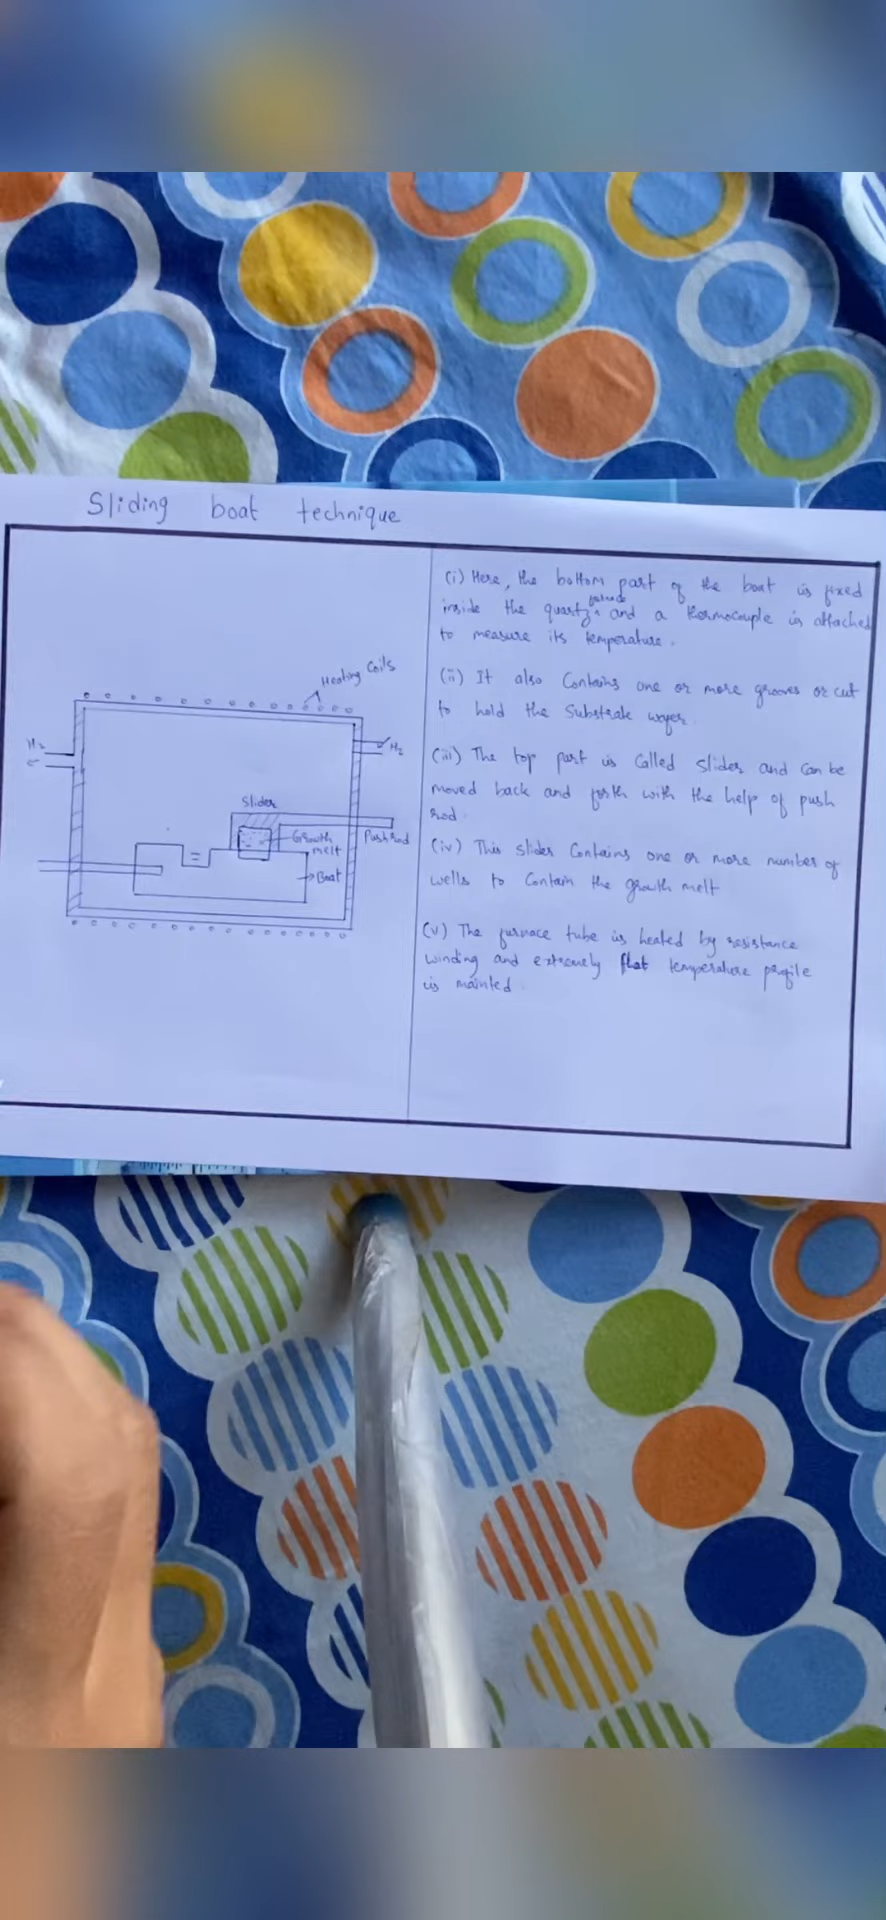 Sliding boat technique
Heating Coils
H₂
H₂
Slider
Growth
melt
Push rod
Boat
(i) Here, the bottom part of the boat is fixed
inside the quartz and a thermocouple is attached
to measure its temperature.
(ii) It also Contains one or more grooves or cut
to hold the Substrate wafer.
(iii) The top part is Called slider and can be
moved back and forth with the help of push
rod.
(iv) This slider Contains one or more number of
wells to Contain the growth melt
(v) The furnace tube is heated by resistance
winding and extremely flat temperature profile
is mainted.